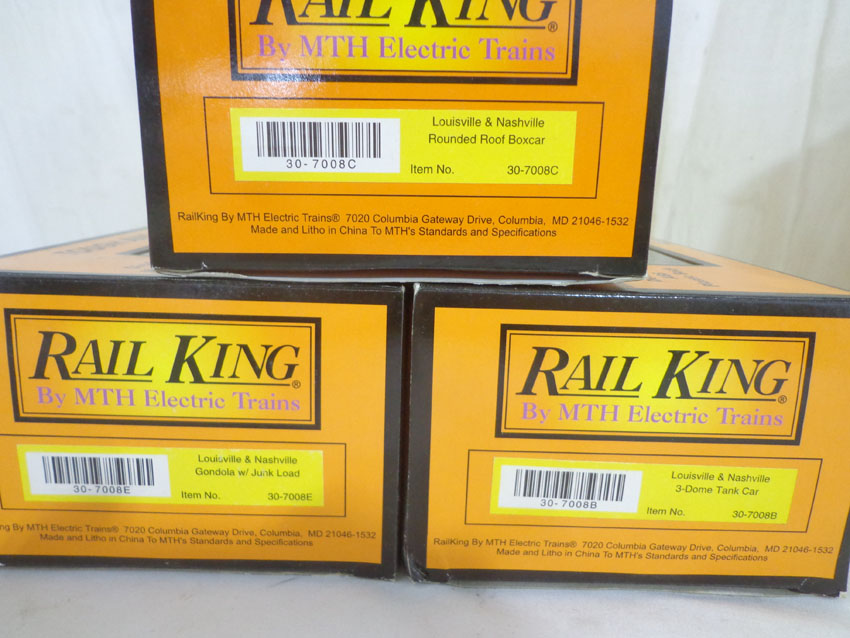 RAIL KING®
By MTH Electric Trains
Louisville & Nashville
Rounded Roof Boxcar
30-7008C
Item No. 30-7008C
RailKing By MTH Electric Trains® 7020 Columbia Gateway Drive, Columbia, MD 21046-1532
Made and Litho in China To MTH's Standards and Specifications
RAIL KING®
By MTH Electric Trains
Louisville & Nashville
Gondola w/ Junk Load
30-7008E
Item No. 30-7008E
ng By MTH Electric Trains® 7020 Columbia Gateway Drive, Columbia, MD 21046-1532
Made and Litho in China To MTH's Standards and Specifications
RAIL KING®
By MTH Electric Trains
Louisville & Nashville
3-Dome Tank Car
30-7008B
Item No. 30-7008B
RailKing By MTH Electric Trains® 7020 Columbia Gateway Drive, Columbia, MD 21046-1532
Made and Litho in China To MTH's Standards and Specifications